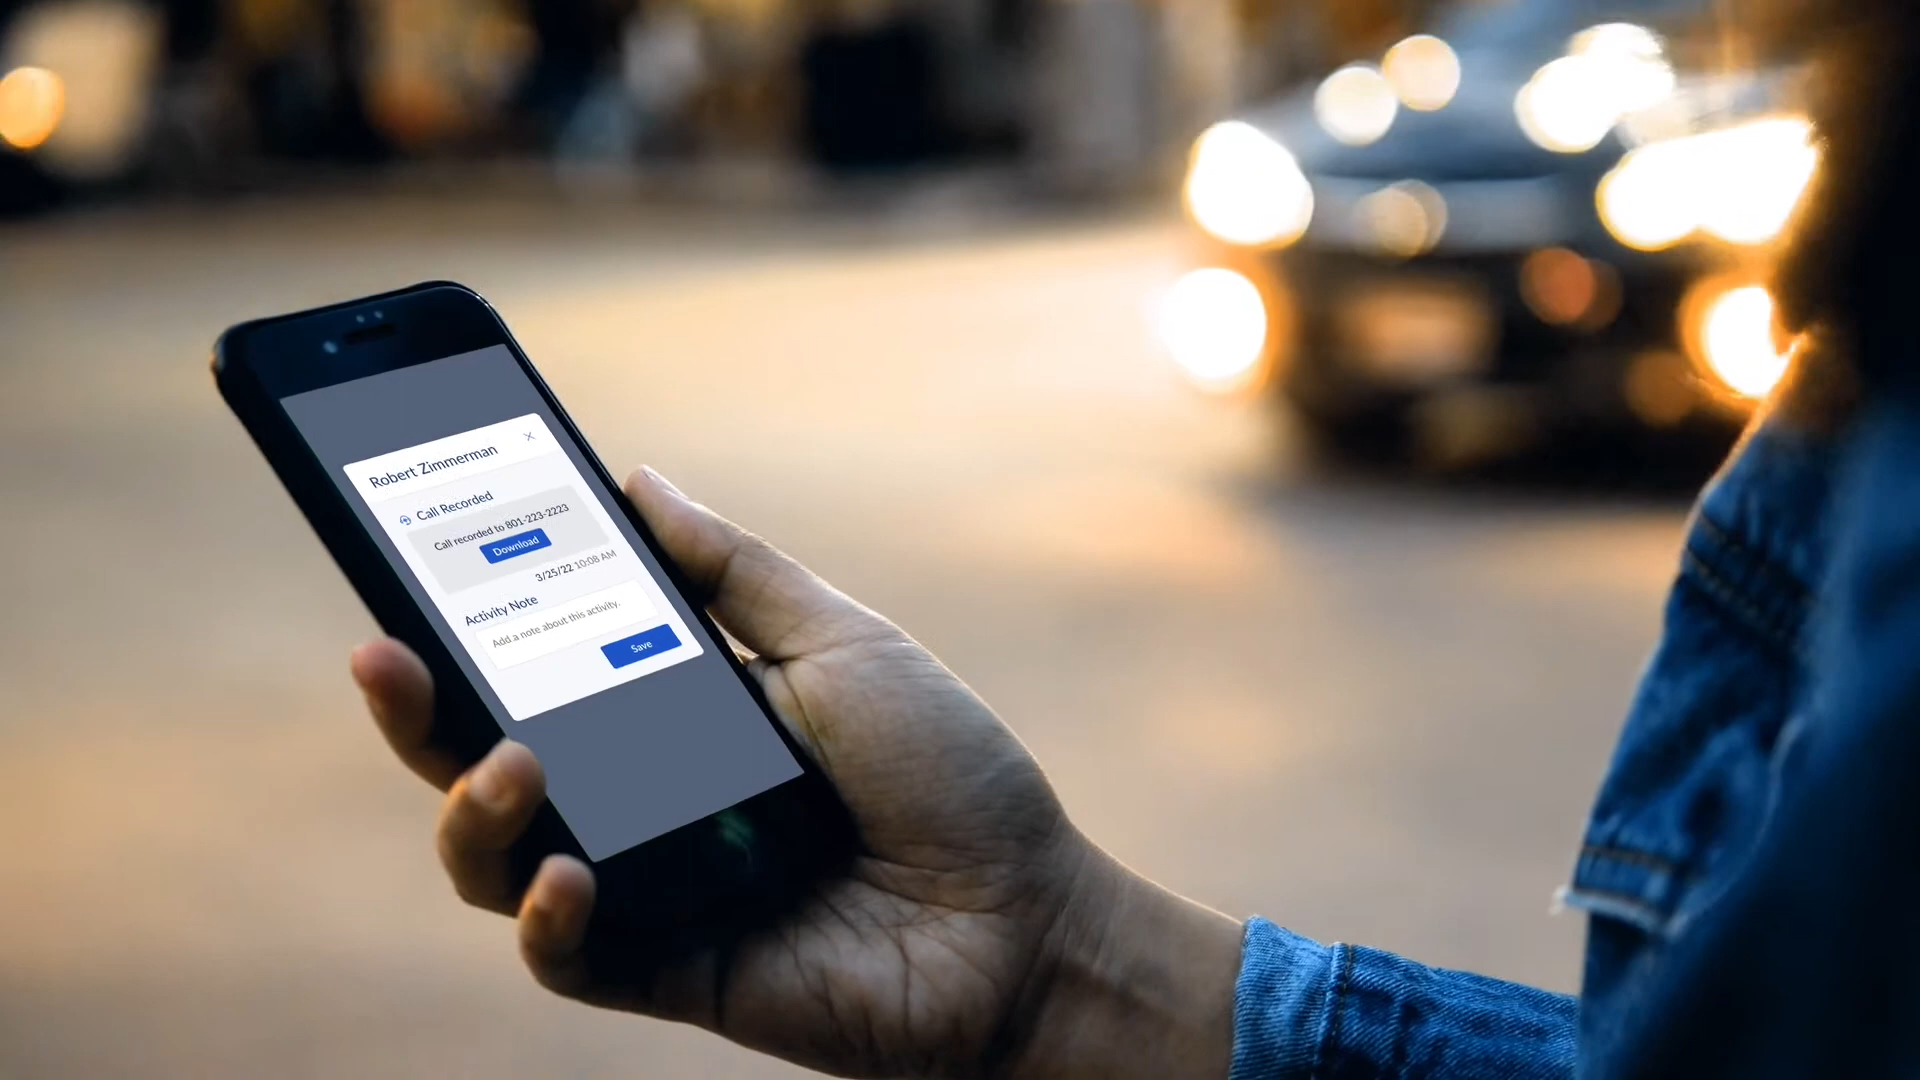 Robert Zimmerman
Call Recorded
Call recorded to 801-223-2223
Download
3/25/22 10:08 AM
Activity Note
Add a note about this activity.
Save